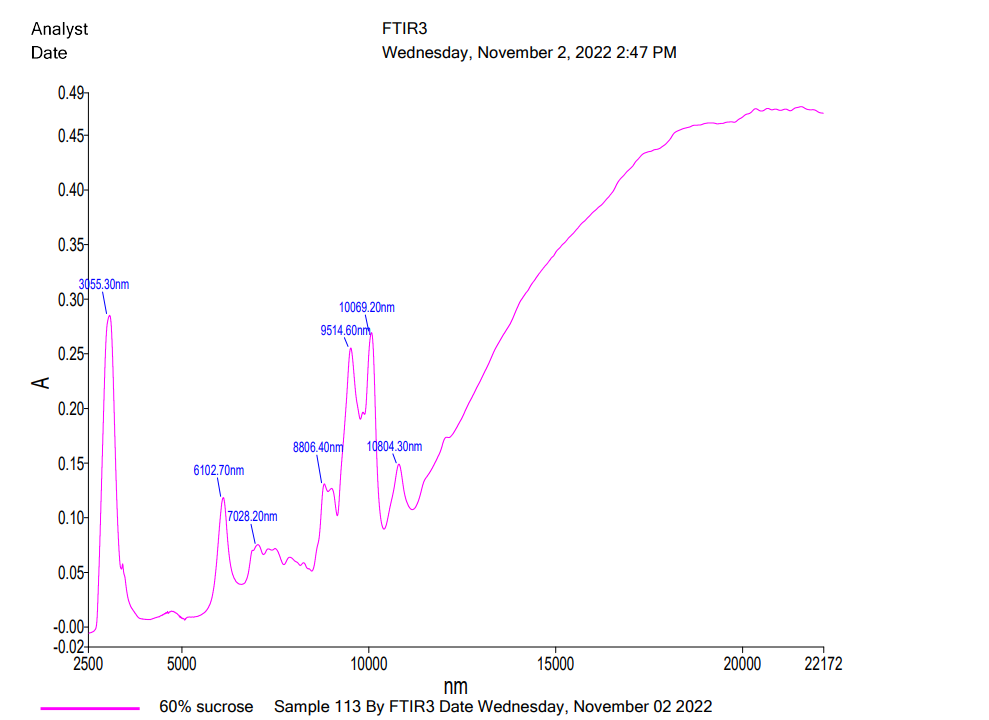 Analyst FTIR3
Date Wednesday, November 2, 2022 2:47 PM
0.49
0.45
0.40
0.35
3055.30nm
0.30
10069.20nm
9514.60nm
0.25
A
0.20
8806.40nm 10804.30nm
0.15
6102.70nm
0.10
7028.20nm
0.05
-0.00
-0.02
2500 5000 10000 15000 20000 22172
nm
60% sucrose Sample 113 By FTIR3 Date Wednesday, November 02 2022